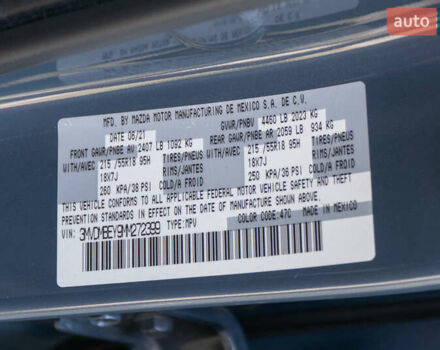 auto
MFD. BY MAZDA MOTOR MANUFACTURING DE MEXICO S.A. DE C.V.
DATE 06/21 GVWR/PNBV 4460 LB 2023 KG
FRONT GAWR/PNBE AV 2407 LB 1092 KG REAR GAWR/PNBE AR 2059 LB 934 KG
WITH/AVEC 215/55R18 95H TIRES/PNEUS WITH/AVEC 215/55R18 95H TIRES/PNEUS
18X7J RIMS/JANTES 18X7J RIMS/JANTES
260 KPA/38 PSI COLD/A FROID 250 KPA/36 PSI COLD/A FROID
THIS VEHICLE CONFORMS TO ALL APPLICABLE FEDERAL MOTOR VEHICLE SAFETY, BUMPER, AND THEFT
PREVENTION STANDARDS IN EFFECT ON THE DATE OF MANUFACTURE SHOWN ABOVE.
VIN: 3MVDMBEY9MM272399 TYPE: MPV COLOR CODE: 47C MADE IN MEXICO